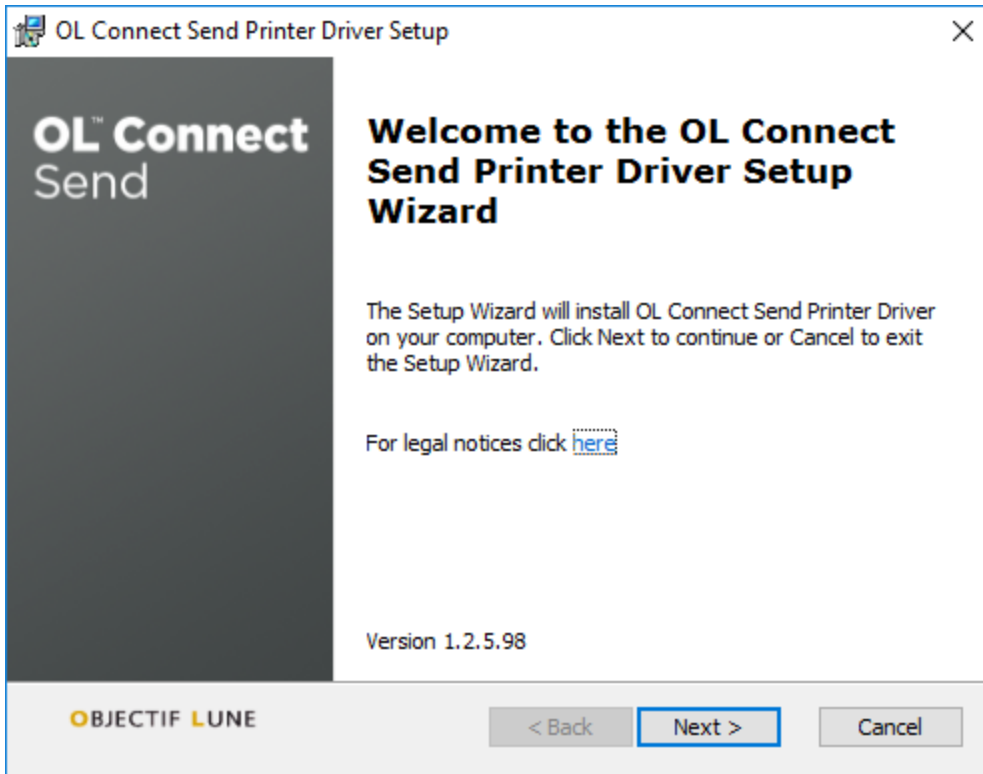 OL Connect Send Printer Driver Setup
OL™ Connect
Send
Welcome to the OL Connect
Send Printer Driver Setup
Wizard
The Setup Wizard will install OL Connect Send Printer Driver
on your computer. Click Next to continue or Cancel to exit
the Setup Wizard.
For legal notices click here
Version 1.2.5.98
OBJECTIF LUNE
< Back
Next >
Cancel